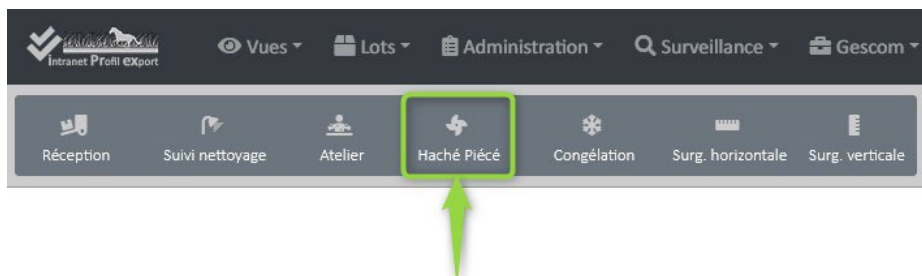 Intranet Profil export
Vues
Lots
Administration
Surveillance
Gescom
Réception
Suivi nettoyage
Atelier
Haché Piécé
Congélation
Surg. horizontale
Surg. verticale